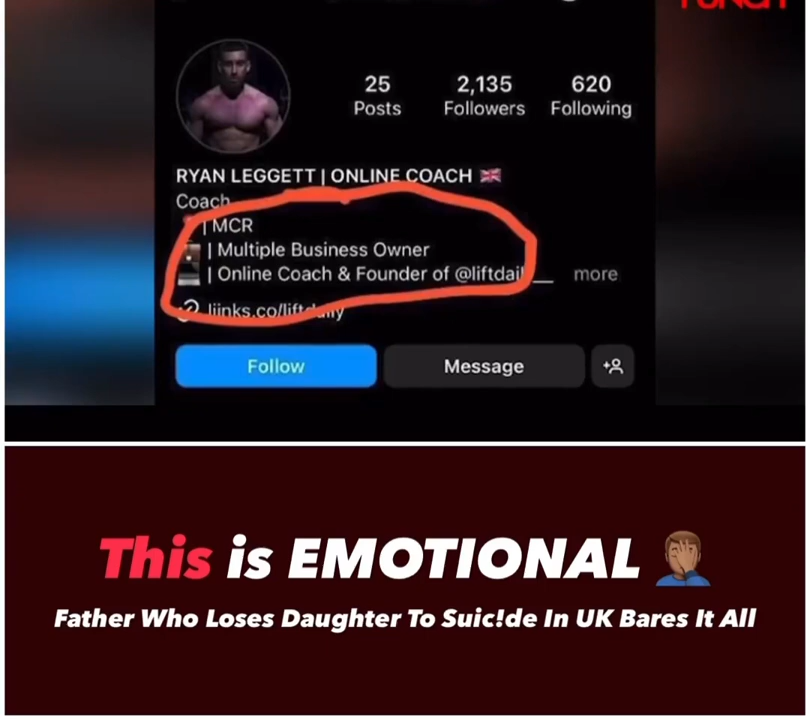 PUNCH
25 2,135 620
Posts Followers Following
RYAN LEGGETT | ONLINE COACH 🇬🇧
Coach
| MCR
| Multiple Business Owner
| Online Coach & Founder of @liftdail__ more
liinks.co/liftdaily
Follow Message
This is EMOTIONAL 🤦🏽‍♂️
Father Who Loses Daughter To Suic!de In UK Bares It All